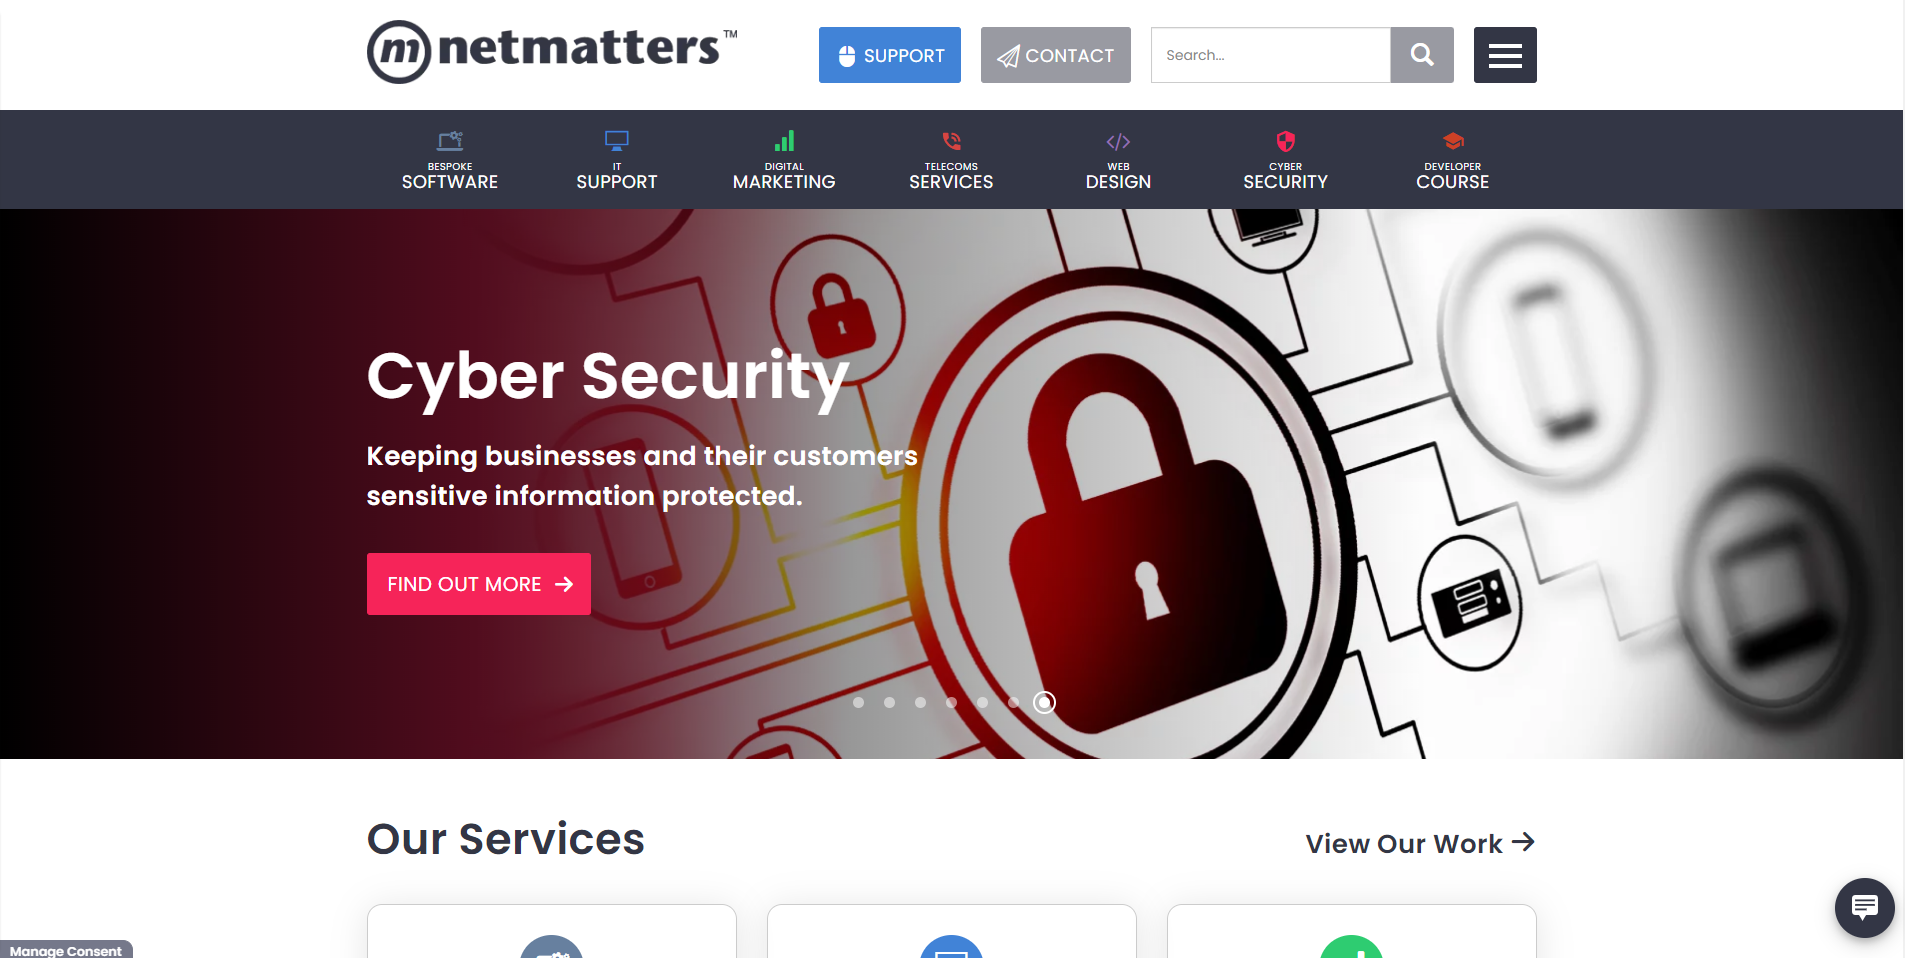 m netmatters™
SUPPORT
CONTACT
Search...
BESPOKE
SOFTWARE
IT
SUPPORT
DIGITAL
MARKETING
TELECOMS
SERVICES
WEB
DESIGN
CYBER
SECURITY
DEVELOPER
COURSE
Cyber Security
Keeping businesses and their customers
sensitive information protected.
FIND OUT MORE →
Our Services
View Our Work →
Manage Consent